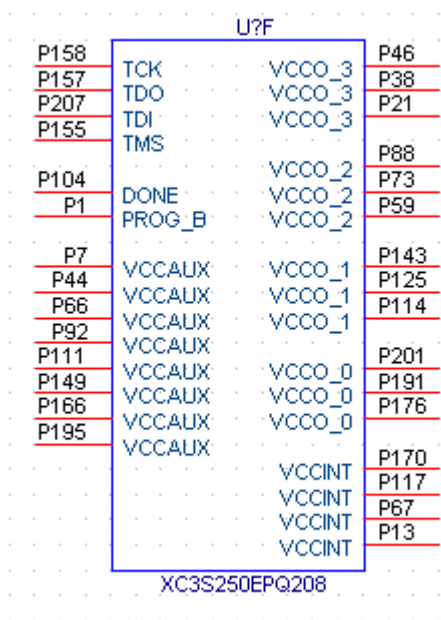 U?F
P158 TCK VCCO_3 P46
P157 TDO VCCO_3 P38
P207 TDI VCCO_3 P21
P155 TMS
VCCO_2 P88
P104 DONE VCCO_2 P73
P1 PROG_B VCCO_2 P59
P7 VCCAUX VCCO_1 P143
P44 VCCAUX VCCO_1 P125
P66 VCCAUX VCCO_1 P114
P92 VCCAUX
P111 VCCAUX VCCO_0 P201
P149 VCCAUX VCCO_0 P191
P166 VCCAUX VCCO_0 P176
P195 VCCAUX
VCCINT P170
VCCINT P117
VCCINT P67
VCCINT P13
XC3S250EPQ208